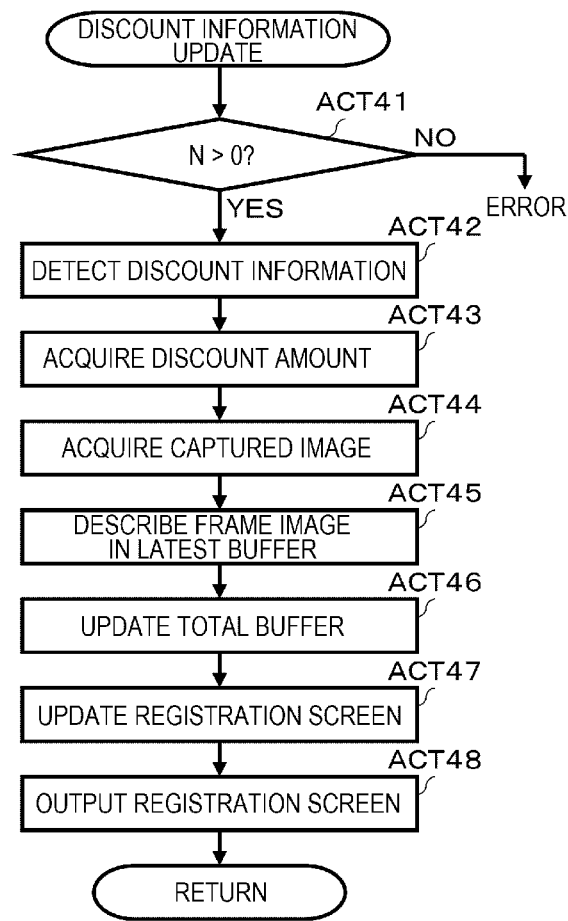 DISCOUNT INFORMATION
UPDATE
ACT41
N > 0?
NO
ERROR
YES
ACT42
DETECT DISCOUNT INFORMATION
ACT43
ACQUIRE DISCOUNT AMOUNT
ACT44
ACQUIRE CAPTURED IMAGE
ACT45
DESCRIBE FRAME IMAGE
IN LATEST BUFFER
ACT46
UPDATE TOTAL BUFFER
ACT47
UPDATE REGISTRATION SCREEN
ACT48
OUTPUT REGISTRATION SCREEN
RETURN